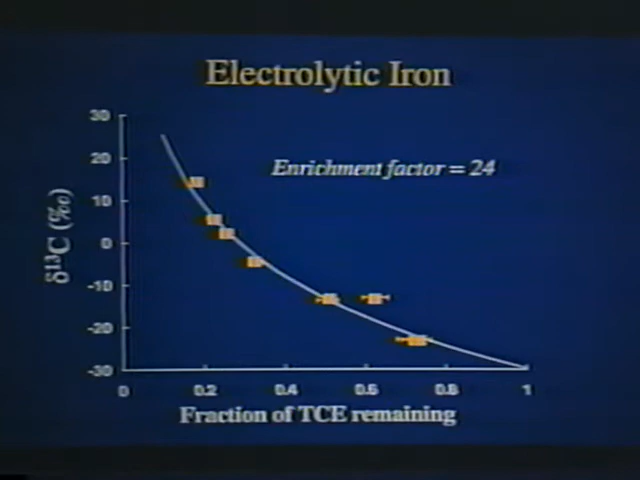 Electrolytic Iron
Enrichment factor = 24
δ¹³C (‰)
30
20
10
0
-10
-20
-30
0 0.2 0.4 0.6 0.8 1
Fraction of TCE remaining